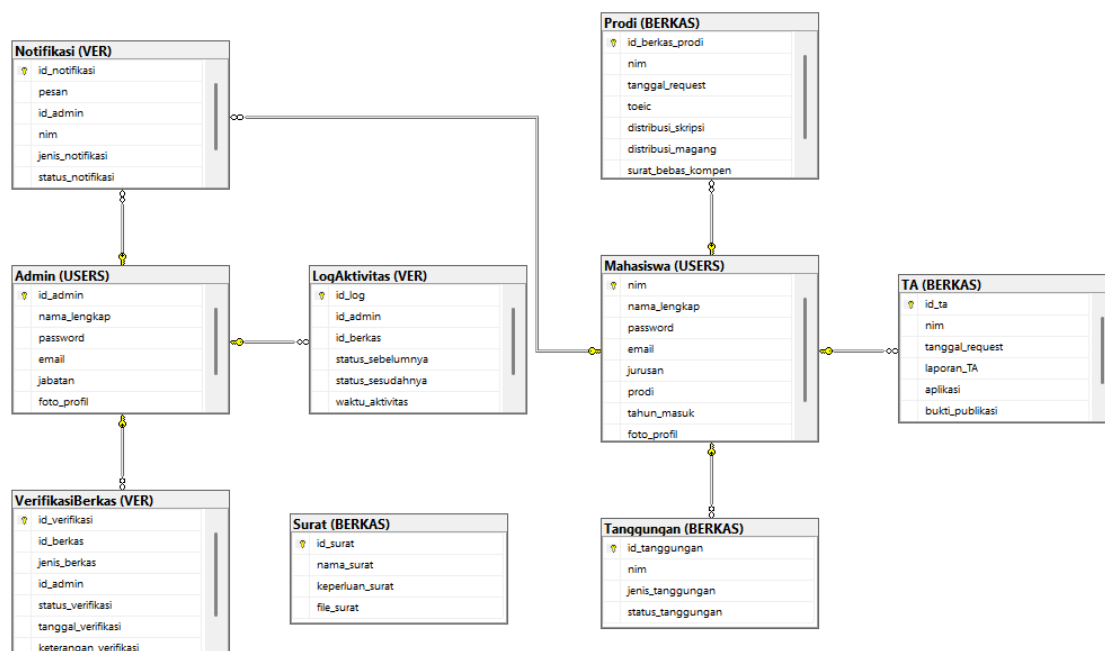 Notifikasi (VER)
id_notifikasi
pesan
id_admin
nim
jenis_notifikasi
status_notifikasi
Prodi (BERKAS)
id_berkas_prodi
nim
tanggal_request
toeic
distribusi_skripsi
distribusi_magang
surat_bebas_kompen
Admin (USERS)
id_admin
nama_lengkap
password
email
jabatan
foto_profil
LogAktivitas (VER)
id_log
id_admin
id_berkas
status_sebelumnya
status_sesudahnya
waktu_aktivitas
Mahasiswa (USERS)
nim
nama_lengkap
password
email
jurusan
prodi
tahun_masuk
foto_profil
TA (BERKAS)
id_ta
nim
tanggal_request
laporan_TA
aplikasi
bukti_publikasi
VerifikasiBerkas (VER)
id_verifikasi
id_berkas
jenis_berkas
id_admin
status_verifikasi
tanggal_verifikasi
keterangan_verifikasi
Surat (BERKAS)
id_surat
nama_surat
keperluan_surat
file_surat
Tanggungan (BERKAS)
id_tanggungan
nim
jenis_tanggungan
status_tanggungan